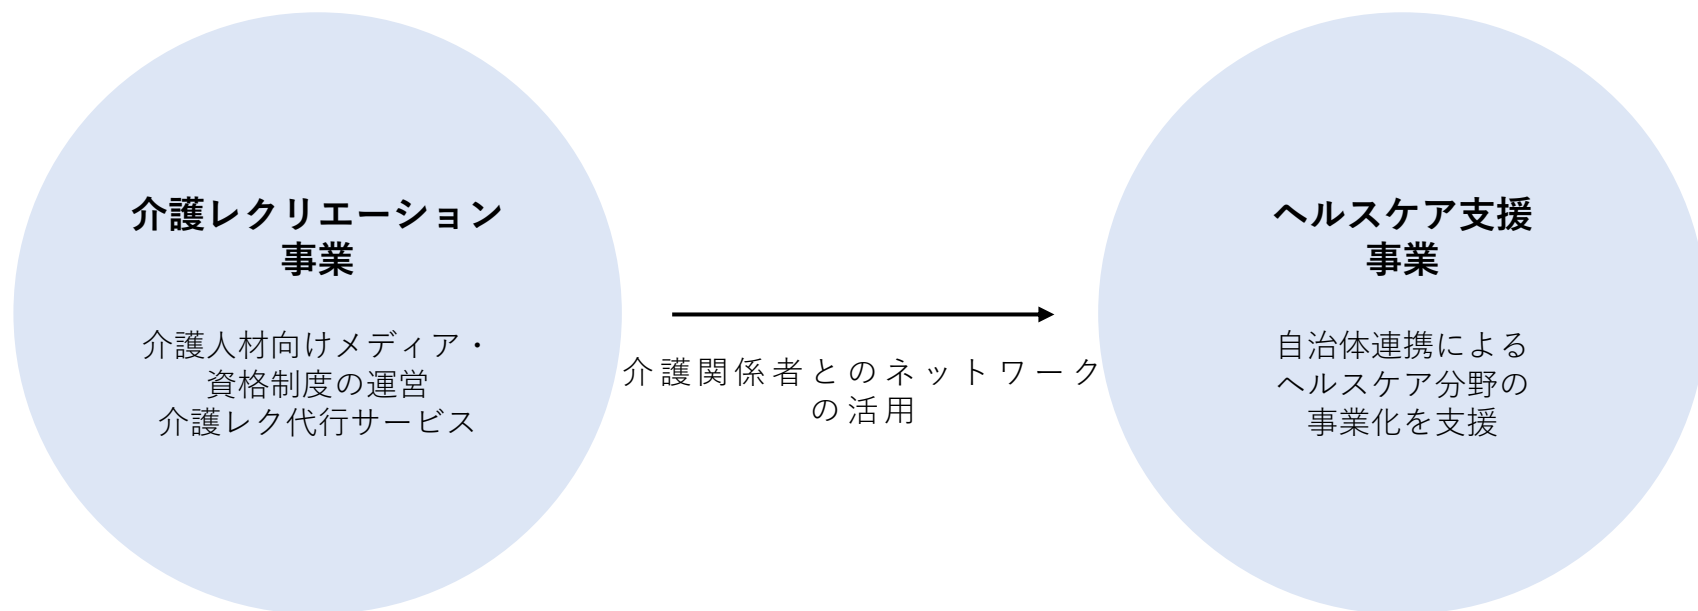 介護レクリエーション
事業
介護人材向けメディア・
資格制度の運営
介護レク代行サービス
介護関係者とのネットワーク
の活用
ヘルスケア支援
事業
自治体連携による
ヘルスケア分野の
事業化を支援